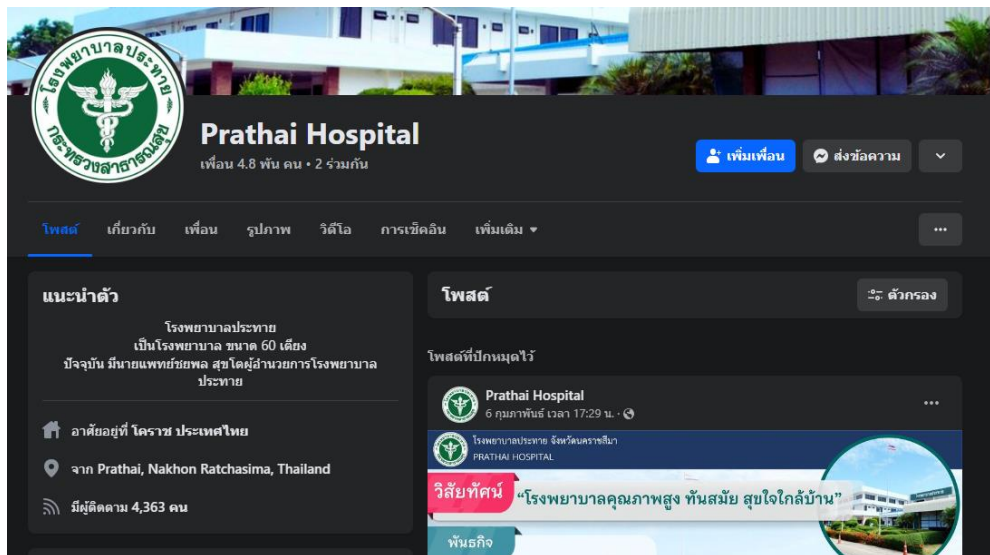 โรงพยาบาลประทาย
กระทรวงสาธารณสุข
Prathai Hospital
เพื่อน 4.8 พัน คน • 2 ร่วมกัน
เพิ่มเพื่อน
ส่งข้อความ
โพสต์ เกี่ยวกับ เพื่อน รูปภาพ วิดีโอ การเช็คอิน เพิ่มเติม
แนะนำตัว
โรงพยาบาลประทาย
เป็นโรงพยาบาล ขนาด 60 เตียง
ปัจจุบัน มีนายแพทย์ชยพล สุขโตผู้อำนวยการโรงพยาบาล
ประทาย
อาศัยอยู่ที่ โคราช ประเทศไทย
จาก Prathai, Nakhon Ratchasima, Thailand
มีผู้ติดตาม 4,363 คน
โพสต์
ตัวกรอง
โพสต์ที่ปักหมุดไว้
Prathai Hospital
6 กุมภาพันธ์ เวลา 17:29 น. ·
โรงพยาบาลประทาย จังหวัดนครราชสีมา
PRATHAI HOSPITAL
วิสัยทัศน์ “โรงพยาบาลคุณภาพสูง ทันสมัย สุขใจใกล้บ้าน”
พันธกิจ